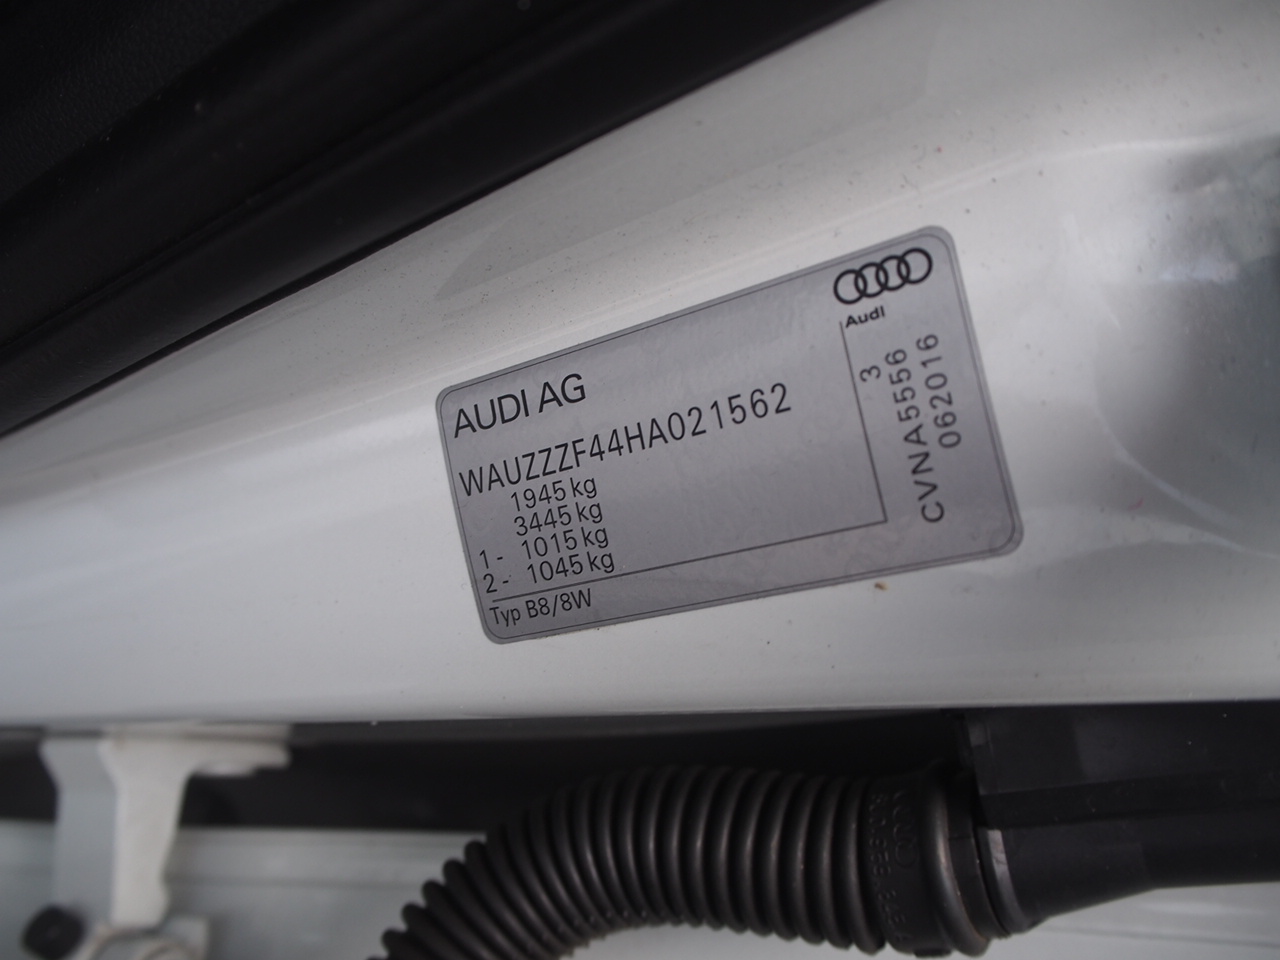 Audi
AUDI AG
WAUZZZF44HA021562
1945 kg
3445 kg
1- 1015 kg
2- 1045 kg
Typ B8/8W
3
CVNA5556
062016